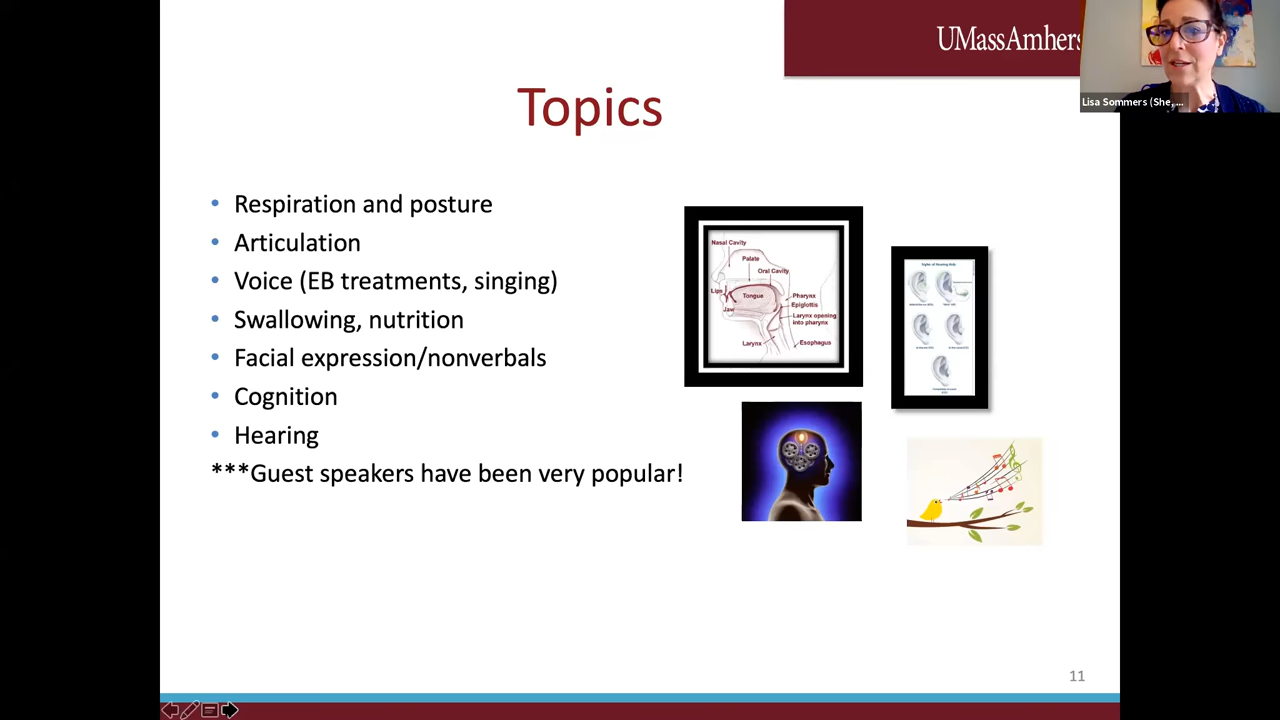 UMassAmhers
Lisa Sommers (She, ...
Topics
• Respiration and posture
• Articulation
• Voice (EB treatments, singing)
• Swallowing, nutrition
• Facial expression/nonverbals
• Cognition
• Hearing
***Guest speakers have been very popular!
Nasal Cavity
Palate
Oral Cavity
Lips
Tongue
Jaw
Pharynx
Epiglottis
Larynx opening
into pharynx
Larynx
Esophagus
11